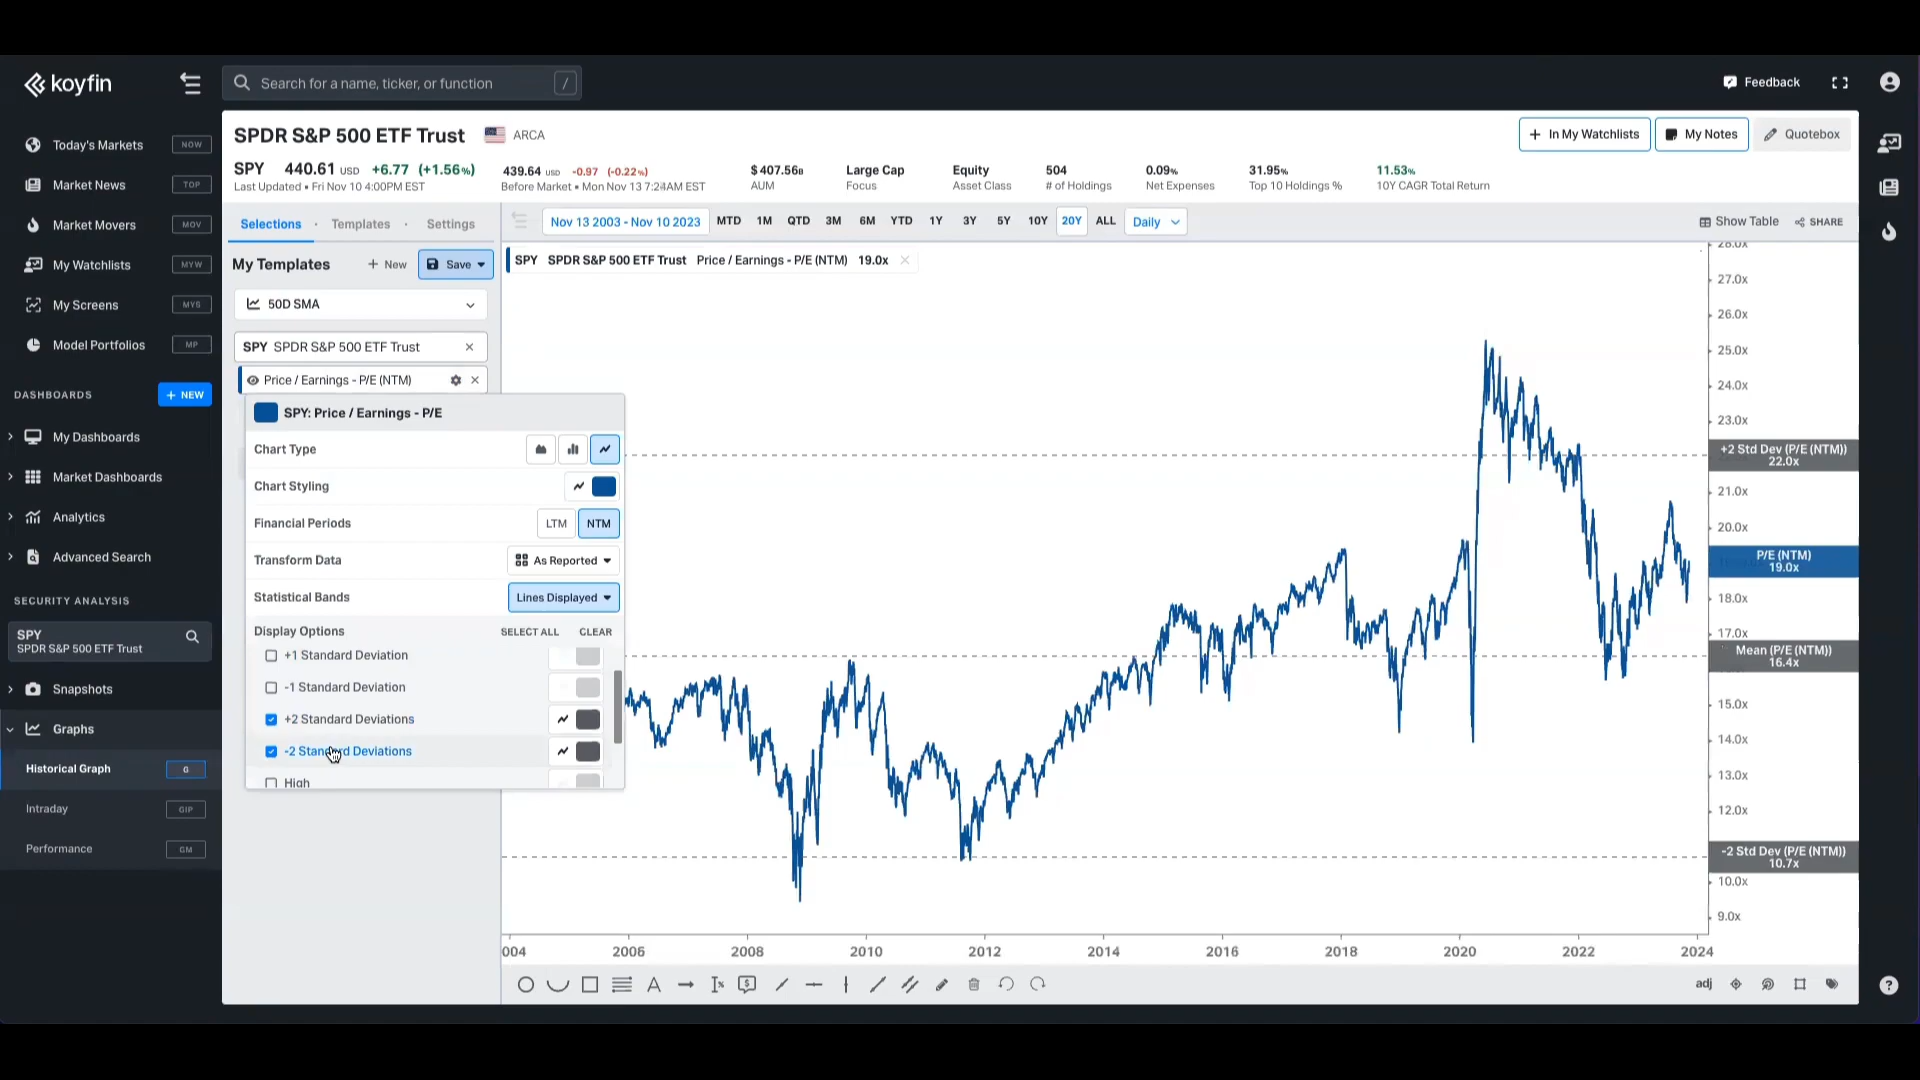 koyfin
Search for a name, ticker, or function /
Feedback
Today's Markets NOW
Market News TOP
Market Movers MOV
My Watchlists MYW
My Screens MYS
Model Portfolios MP
DASHBOARDS + NEW
My Dashboards
Market Dashboards
Analytics
Advanced Search
SECURITY ANALYSIS
SPY
SPDR S&P 500 ETF Trust
Snapshots
Graphs
Historical Graph G
Intraday GIP
Performance GM
SPDR S&P 500 ETF Trust ARCA
+ In My Watchlists My Notes Quotebox
SPY 440.61 USD +6.77 (+1.56%)
Last Updated • Fri Nov 10 4:00PM EST
439.64 USD -0.97 (-0.22%)
Before Market • Mon Nov 13 7:24AM EST
$407.56B
AUM
Large Cap
Focus
Equity
Asset Class
504
# of Holdings
0.09%
Net Expenses
31.95%
Top 10 Holdings %
11.53%
10Y CAGR Total Return
Selections • Templates • Settings
Nov 13 2003 - Nov 10 2023 MTD 1M QTD 3M 6M YTD 1Y 3Y 5Y 10Y 20Y ALL Daily
Show Table SHARE
My Templates + New Save
50D SMA
SPY SPDR S&P 500 ETF Trust
Price / Earnings - P/E (NTM)
SPY: Price / Earnings - P/E
Chart Type
Chart Styling
Financial Periods LTM NTM
Transform Data As Reported
Statistical Bands Lines Displayed
Display Options SELECT ALL CLEAR
+1 Standard Deviation
-1 Standard Deviation
+2 Standard Deviations
-2 Standard Deviations
High
SPY SPDR S&P 500 ETF Trust Price / Earnings - P/E (NTM) 19.0x
28.0x
27.0x
26.0x
25.0x
24.0x
23.0x
+2 Std Dev (P/E (NTM))
22.0x
21.0x
20.0x
P/E (NTM)
19.0x
18.0x
17.0x
Mean (P/E (NTM))
16.4x
15.0x
14.0x
13.0x
12.0x
-2 Std Dev (P/E (NTM))
10.7x
10.0x
9.0x
004 2006 2008 2010 2012 2014 2016 2018 2020 2022 2024
adj